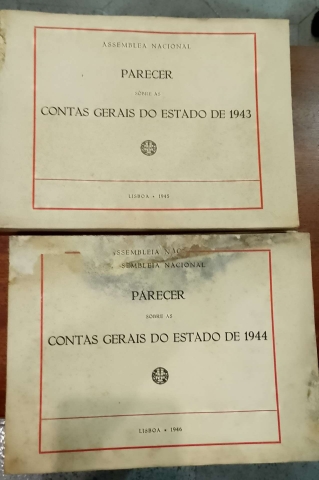 ASSEMBLEIA NACIONAL
PARECER
SÔBRE AS
CONTAS GERAIS DO ESTADO DE 1943
LISBOA • 1945
ASSEMBLEIA
SEMBLEIA NACIONAL
PARECER
SÔBRE AS
CONTAS GERAIS DO ESTADO DE 1944
LISBOA • 1946